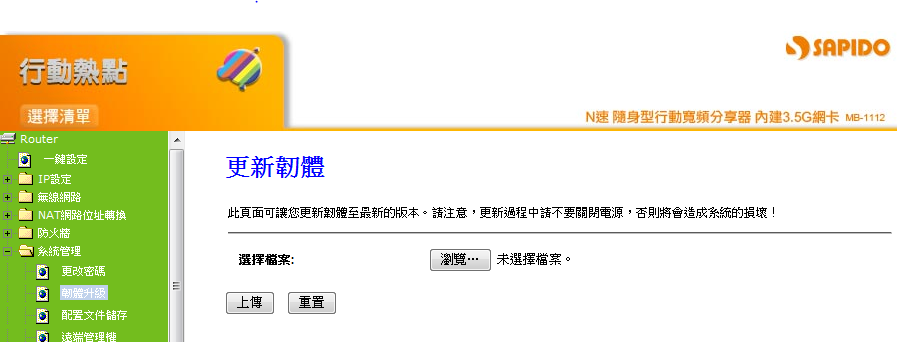 行動熱點
SAPIDO
選擇清單
N速 隨身型行動寬頻分享器 內建3.5G網卡 MB-1112
Router
一鍵設定
IP設定
無線網路
NAT網路位址轉換
防火牆
系統管理
更改密碼
韌體升級
配置文件儲存
遠端管理權
更新韌體
此頁面可讓您更新韌體至最新的版本。請注意，更新過程中請不要關閉電源，否則將會造成系統的損壞！
選擇檔案: 瀏覽… 未選擇檔案。
上傳 重置